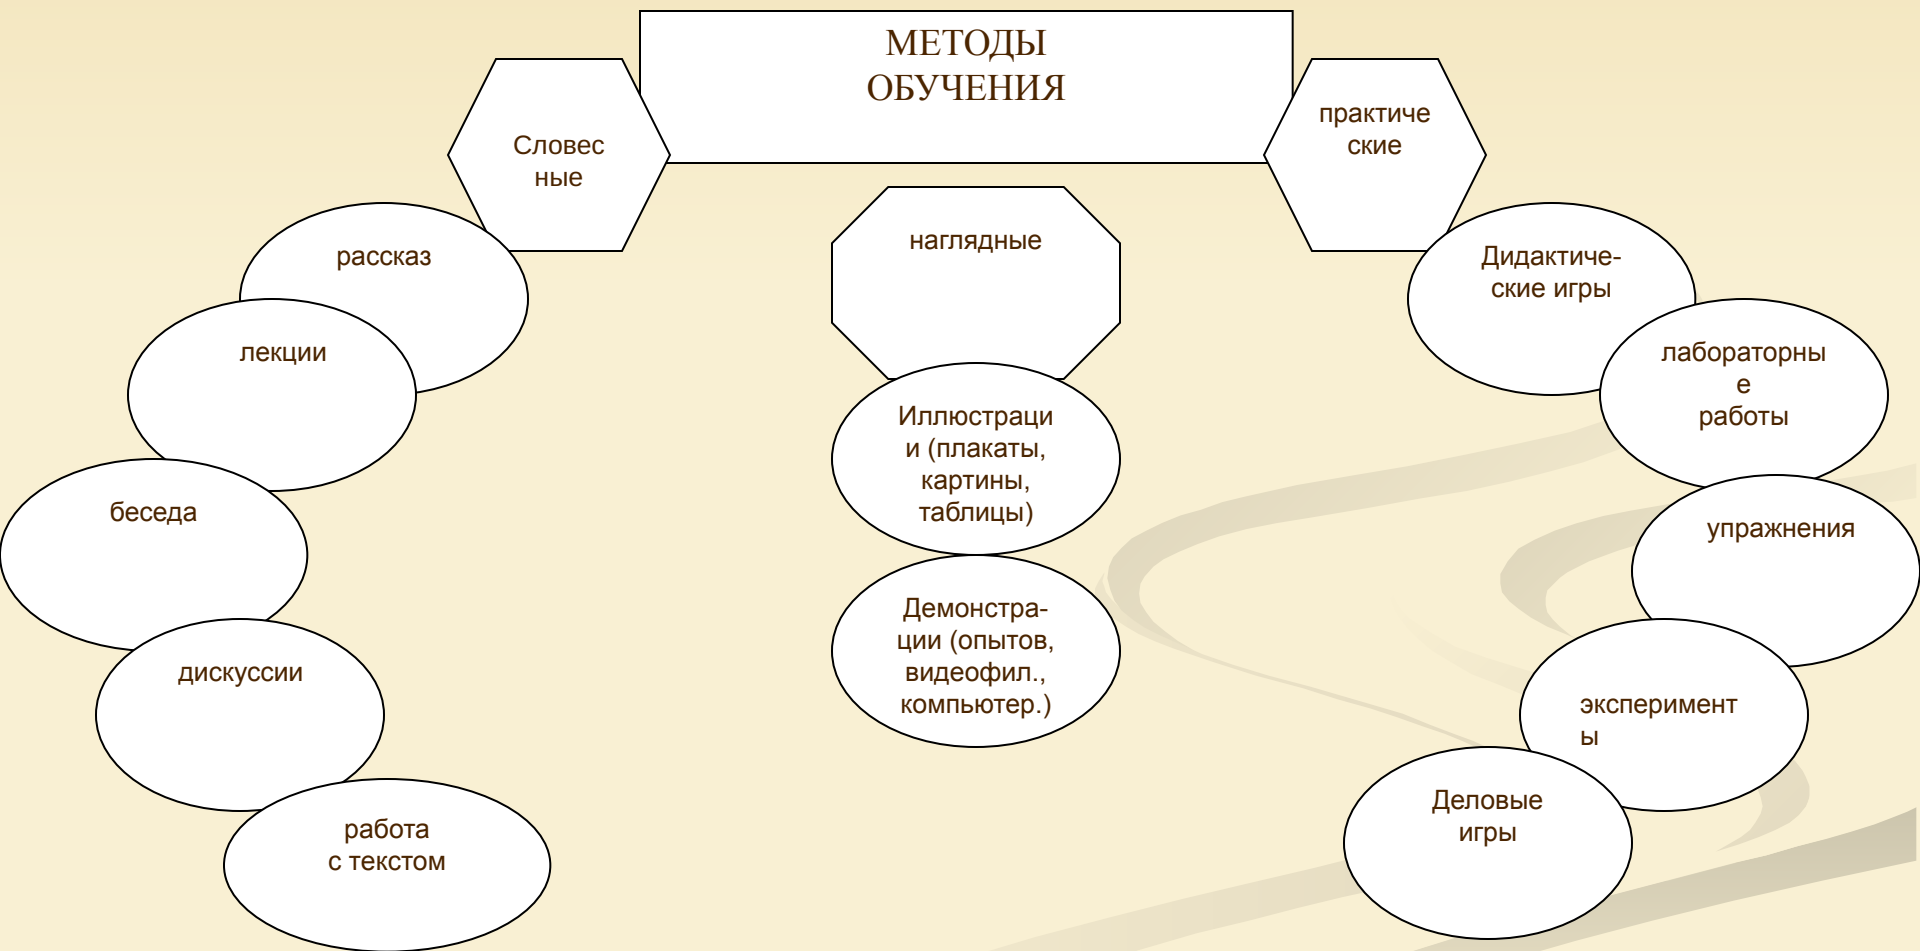 МЕТОДЫ
ОБУЧЕНИЯ
Словес
ные
рассказ
лекции
беседа
дискуссии
работа
с текстом
наглядные
Иллюстраци
и (плакаты,
картины,
таблицы)
Демонстра-
ции (опытов,
видеофил.,
компьютер.)
практиче
ские
Дидактиче-
ские игры
лабораторны
е
работы
упражнения
эксперимент
ы
Деловые
игры